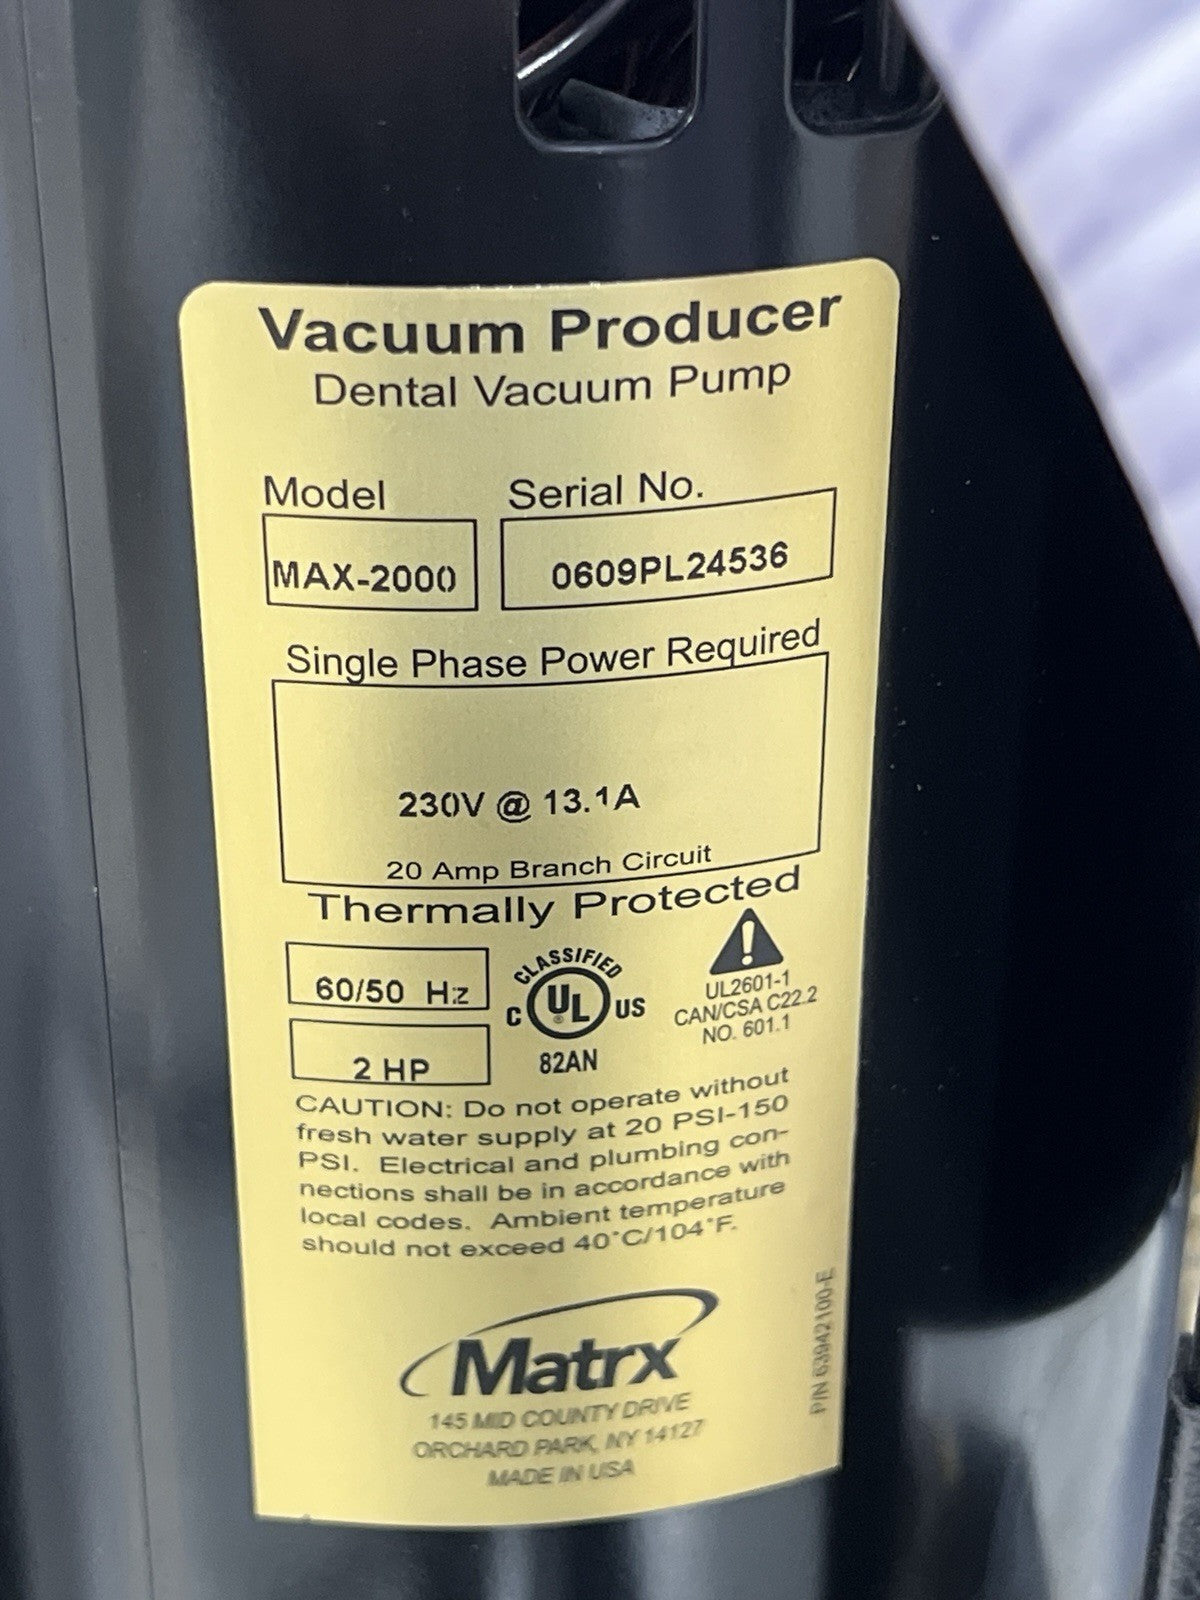 Vacuum Producer
Dental Vacuum Pump
Model Serial No.
MAX-2000 0609PL24536
Single Phase Power Required
230V @ 13.1A
20 Amp Branch Circuit
Thermally Protected
60/50 Hz
2 HP
CLASSIFIED
C UL® US
82AN
UL2601-1
CAN/CSA C22.2
NO. 601.1
CAUTION: Do not operate without
fresh water supply at 20 PSI-150
PSI. Electrical and plumbing con-
nections shall be in accordance with
local codes. Ambient temperature
should not exceed 40°C/104°F.
Matrx
145 MID COUNTY DRIVE
ORCHARD PARK, NY 14127
MADE IN USA
P/N 63942100-E